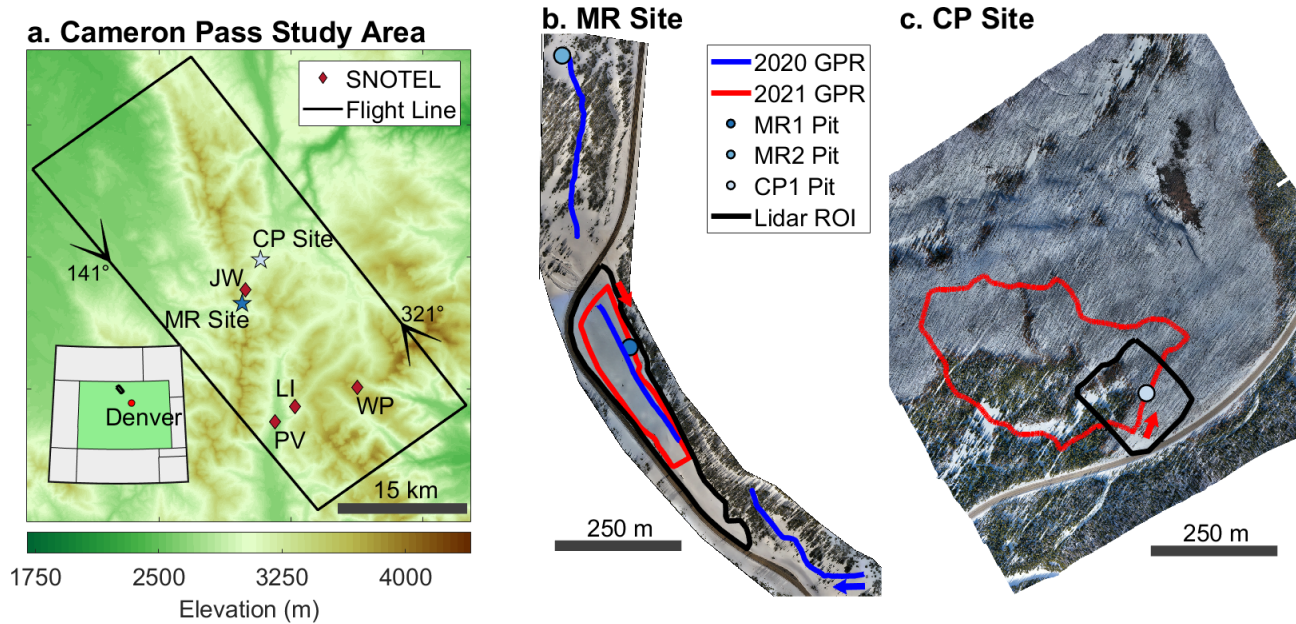 a. Cameron Pass Study Area
SNOTEL
Flight Line
CP Site
141°
JW
MR Site
321°
LI
WP
PV
Denver
15 km
1750 2500 3250 4000
Elevation (m)
b. MR Site
2020 GPR
2021 GPR
MR1 Pit
MR2 Pit
CP1 Pit
Lidar ROI
250 m
c. CP Site
250 m